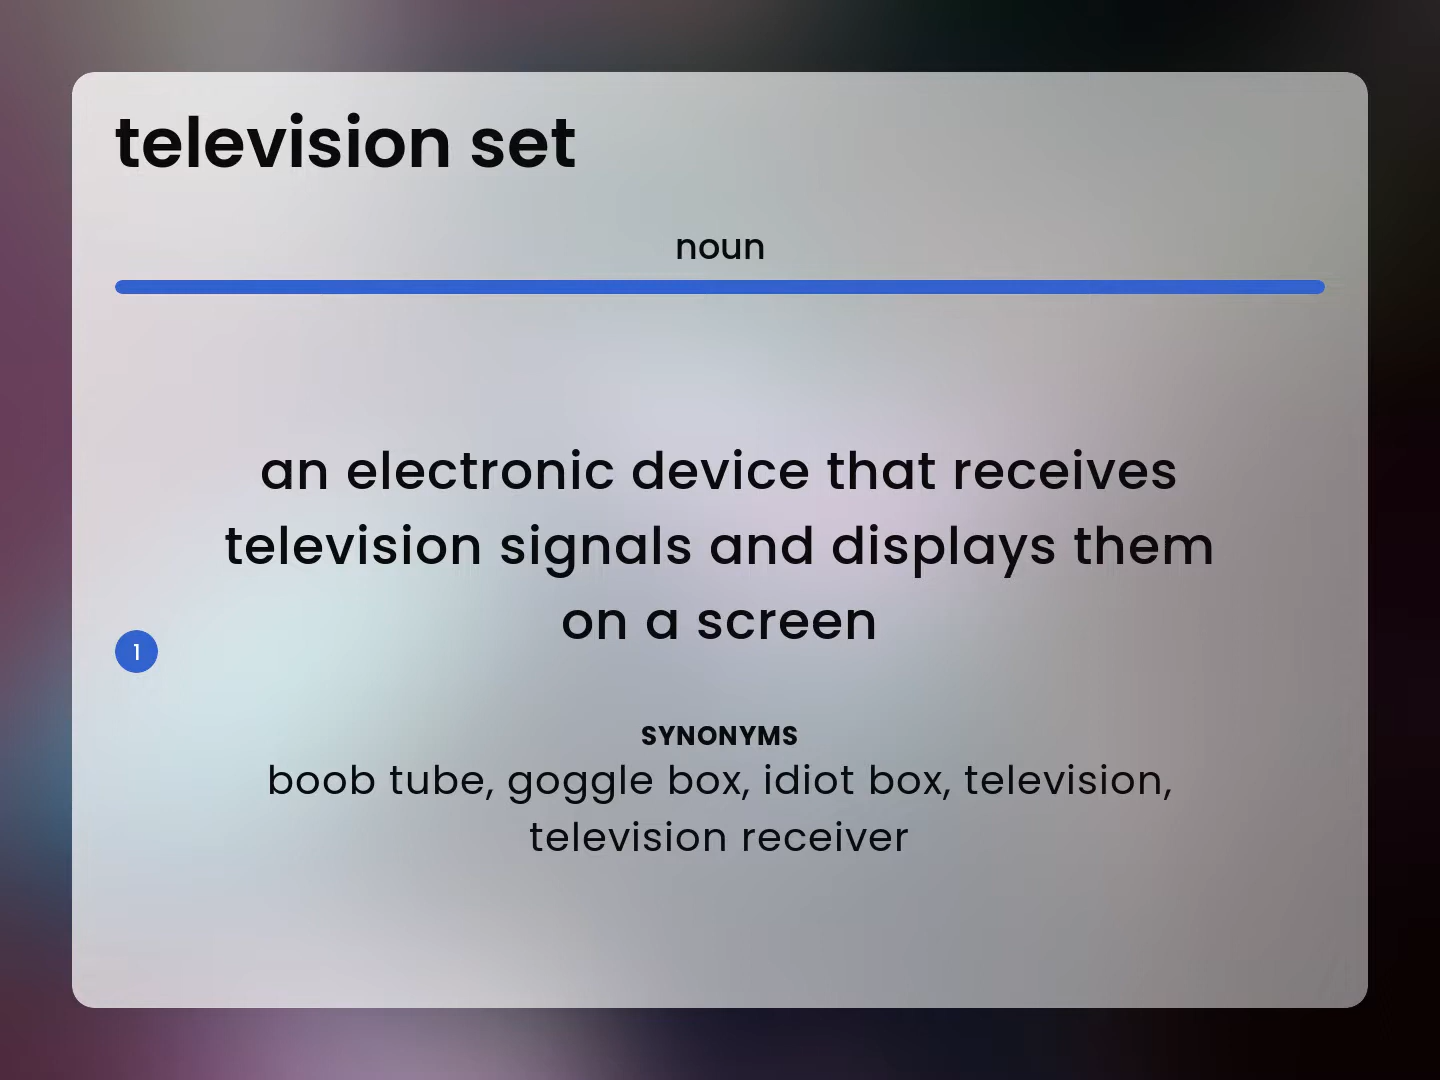 television set
noun
an electronic device that receives
television signals and displays them
on a screen
1
SYNONYMS
boob tube, goggle box, idiot box, television,
television receiver